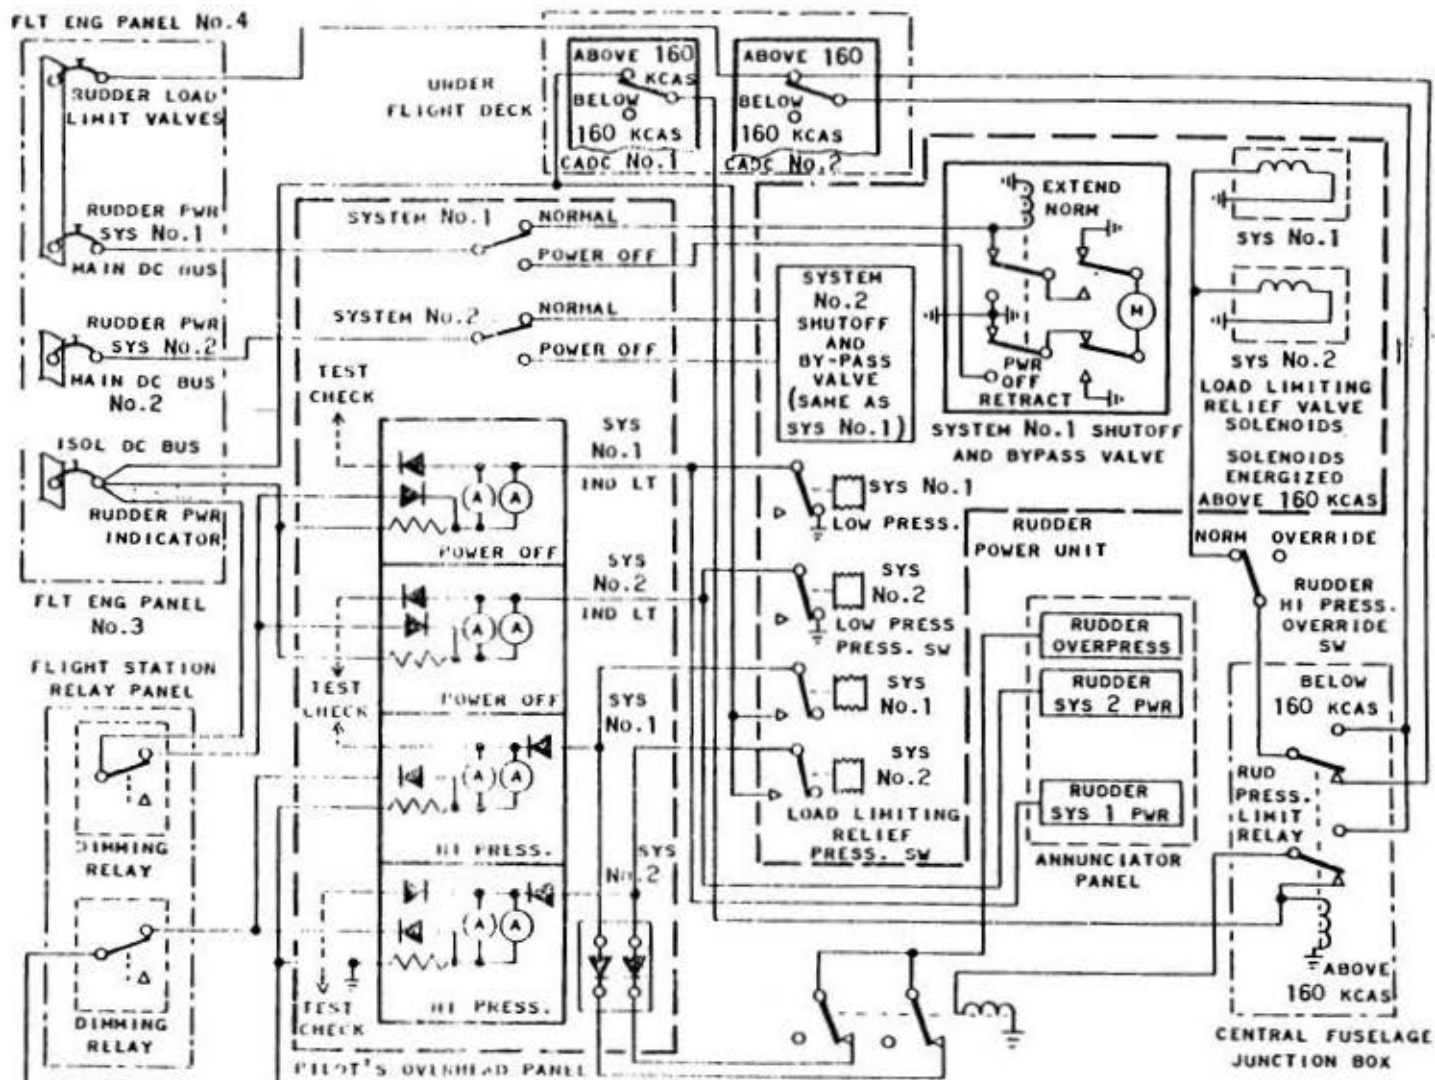 FLT ENG PANEL No.4
RUDDER LOAD
LIMIT VALVES
RUDDER PWR
SYS No.1
MAIN DC BUS
RUDDER PWR
SYS No.2
MAIN DC BUS
No.2
ISOL DC BUS
RUDDER PWR
INDICATOR
FLT ENG PANEL
No.3
FLIGHT STATION
RELAY PANEL
DIMMING
RELAY
DIMMING
RELAY
UNDER
FLIGHT DECK
ABOVE 160
KCAS
BELOW
160 KCAS
CADC No.1
ABOVE 160
BELOW
160 KCAS
CADC No.2
SYSTEM No.1
NORMAL
POWER OFF
SYSTEM No.2
NORMAL
POWER OFF
TEST
CHECK
SYS
No.1
IND LT
A
A
POWER OFF
SYS
No.2
IND LT
A
A
POWER OFF
TEST
CHECK
SYS
No.1
A
A
HI PRESS.
SYS
No.2
A
A
HI PRESS.
TEST
CHECK
PILOT'S OVERHEAD PANEL
SYSTEM
No.2
SHUTOFF
AND
BY-PASS
VALVE
(SAME AS
SYS No.1)
EXTEND
NORM
M
PWR
OFF
RETRACT
SYSTEM No.1 SHUTOFF
AND BYPASS VALVE
SYS No.1
SYS No.2
LOAD LIMITING
RELIEF VALVE
SOLENOIDS
SOLENOIDS
ENERGIZED
ABOVE 160 KCAS
SYS No.1
LOW PRESS.
RUDDER
POWER UNIT
SYS
No.2
LOW PRESS
PRESS. SW
SYS
No.1
SYS
No.2
LOAD LIMITING
RELIEF
PRESS. SW
RUDDER
OVERPRESS
RUDDER
SYS 2 PWR
RUDDER
SYS 1 PWR
ANNUNCIATOR
PANEL
NORM
OVERRIDE
RUDDER
HI PRESS.
OVERRIDE
SW
BELOW
160 KCAS
RUD
PRESS.
LIMIT
RELAY
ABOVE
160 KCAS
CENTRAL FUSELAGE
JUNCTION BOX